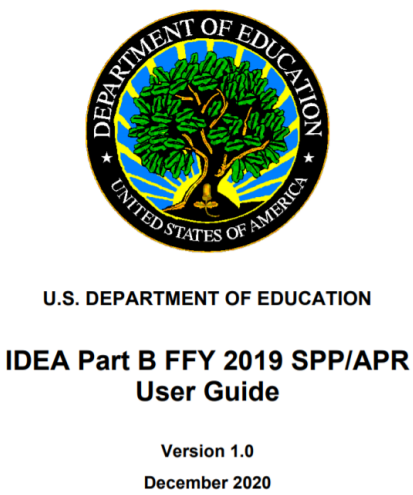 DEPARTMENT OF EDUCATION
UNITED STATES OF AMERICA
U.S. DEPARTMENT OF EDUCATION
IDEA Part B FFY 2019 SPP/APR
User Guide
Version 1.0
December 2020